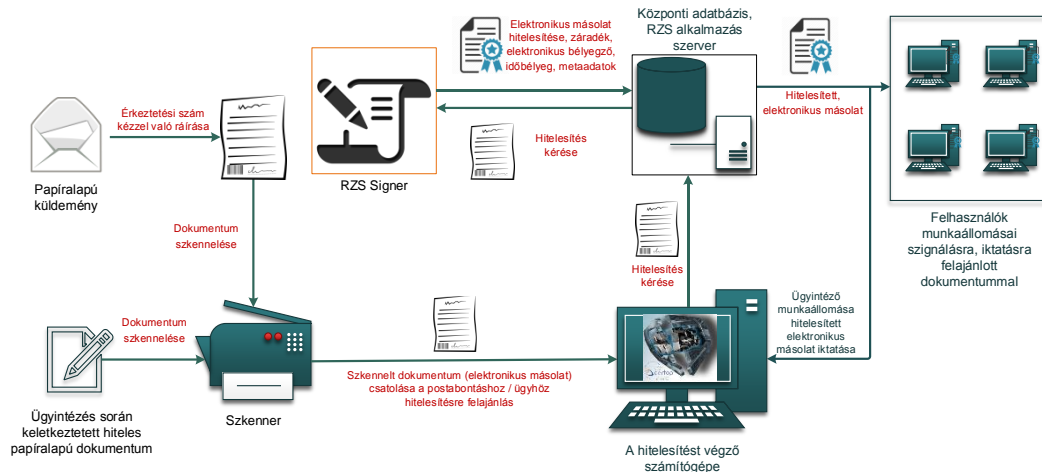 Elektronikus másolat
hitelesítése, záradék,
elektronikus bélyegző,
időbélyeg, metaadatok
Központi adatbázis,
RZS alkalmazás
szerver
Érkeztetési szám
kézzel való ráírása
Hitelesített,
elektronikus másolat
Hitelesítés
kérése
Papíralapú
küldemény
RZS Signer
Felhasználók
munkaállomásai
szignálásra, iktatásra
felajánlott
dokumentummal
Dokumentum
szkennelése
Hitelesítés
kérése
Ügyintéző
munkaállomása
hitelesített
elektronikus
másolat iktatása
Dokumentum
szkennelése
Szkennelt dokumentum (elektronikus másolat)
csatolása a postabontáshoz / ügyhöz
hitelesítésre felajánlás
Ügyintézés során
keletkeztetett hiteles
papíralapú dokumentum
Szkenner
A hitelesítést végző
számítógépe